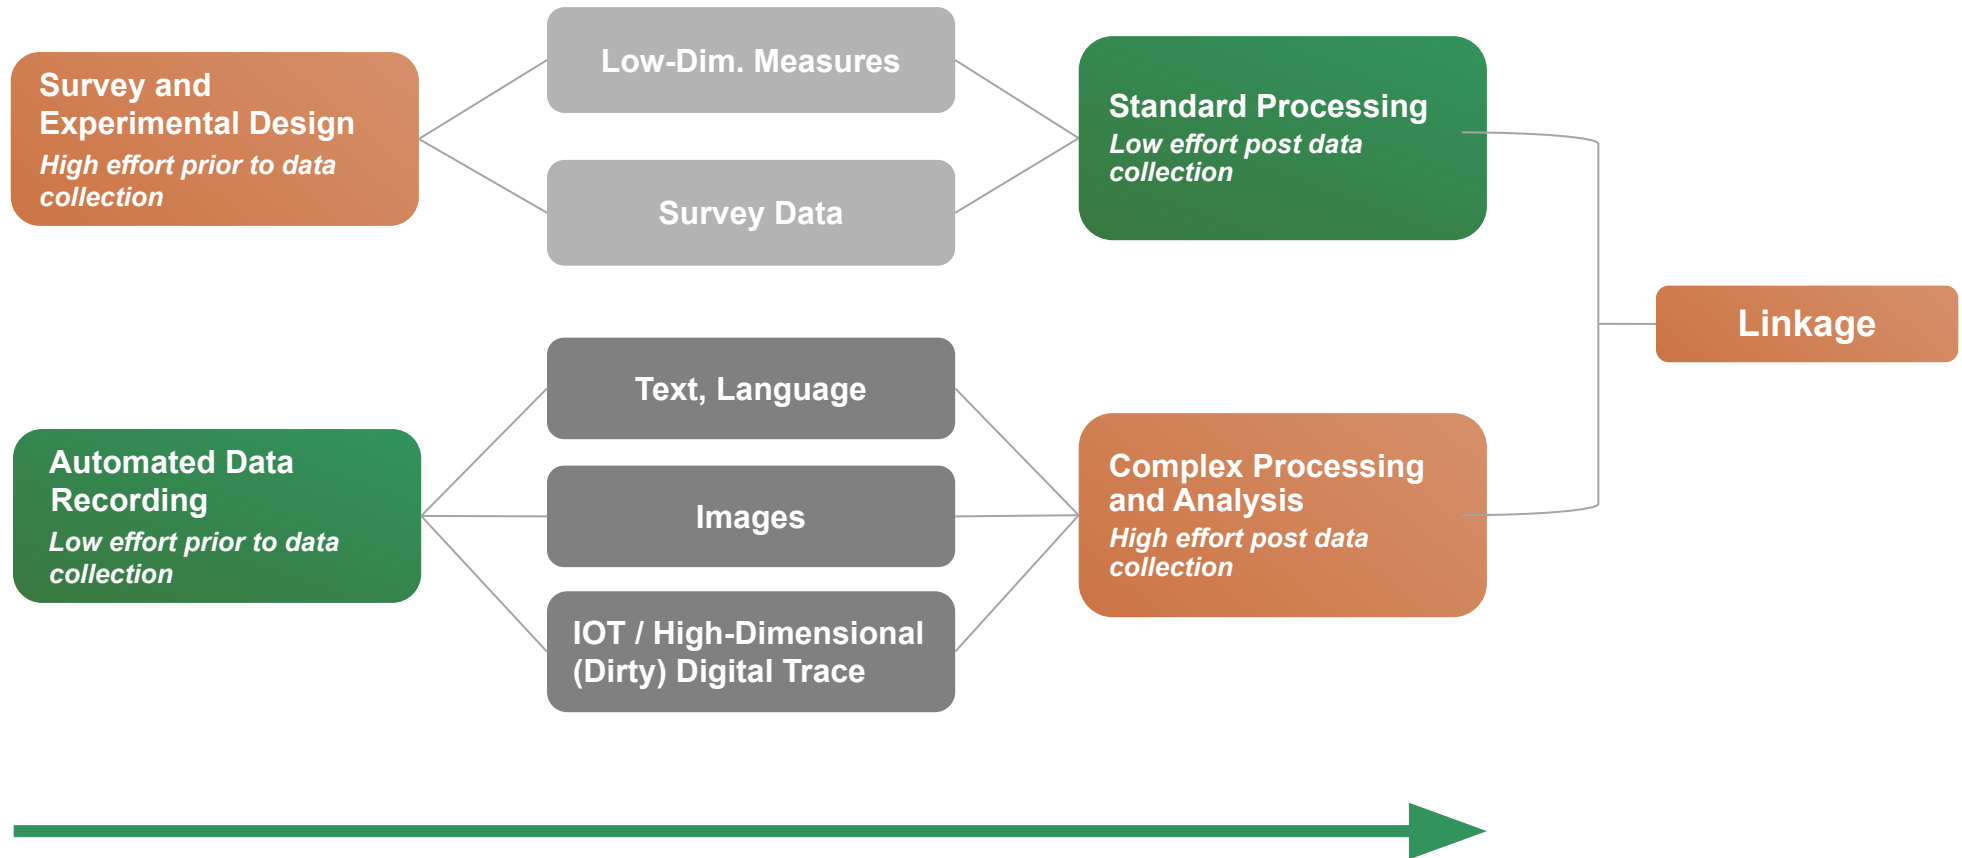 Survey and
Experimental Design
High effort prior to data
collection
Low-Dim. Measures
Survey Data
Standard Processing
Low effort post data
collection
Automated Data
Recording
Low effort prior to data
collection
Text, Language
Images
IOT / High-Dimensional
(Dirty) Digital Trace
Complex Processing
and Analysis
High effort post data
collection
Linkage